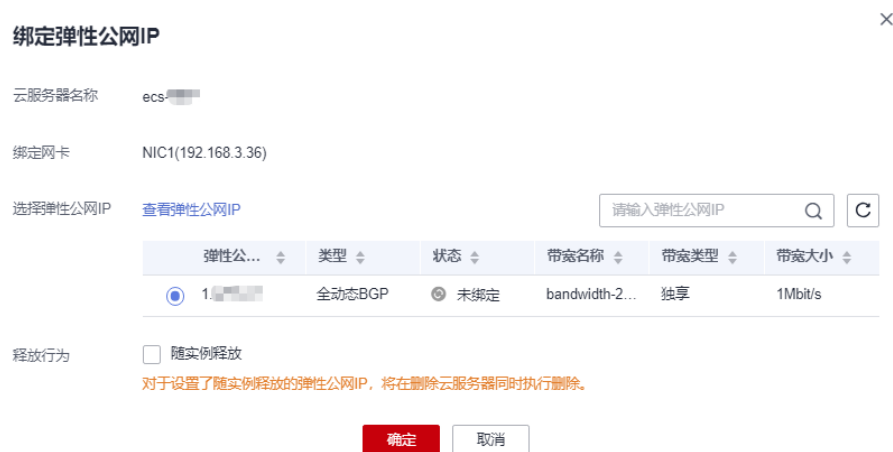 绑定弹性公网IP
云服务器名称 ecs-
绑定网卡 NIC1(192.168.3.36)
选择弹性公网IP 查看弹性公网IP 请输入弹性公网IP
弹性公... 类型 状态 带宽名称 带宽类型 带宽大小
1. 全动态BGP 未绑定 bandwidth-2... 独享 1Mbit/s
释放行为 随实例释放
对于设置了随实例释放的弹性公网IP，将在删除云服务器同时执行删除。
确定 取消